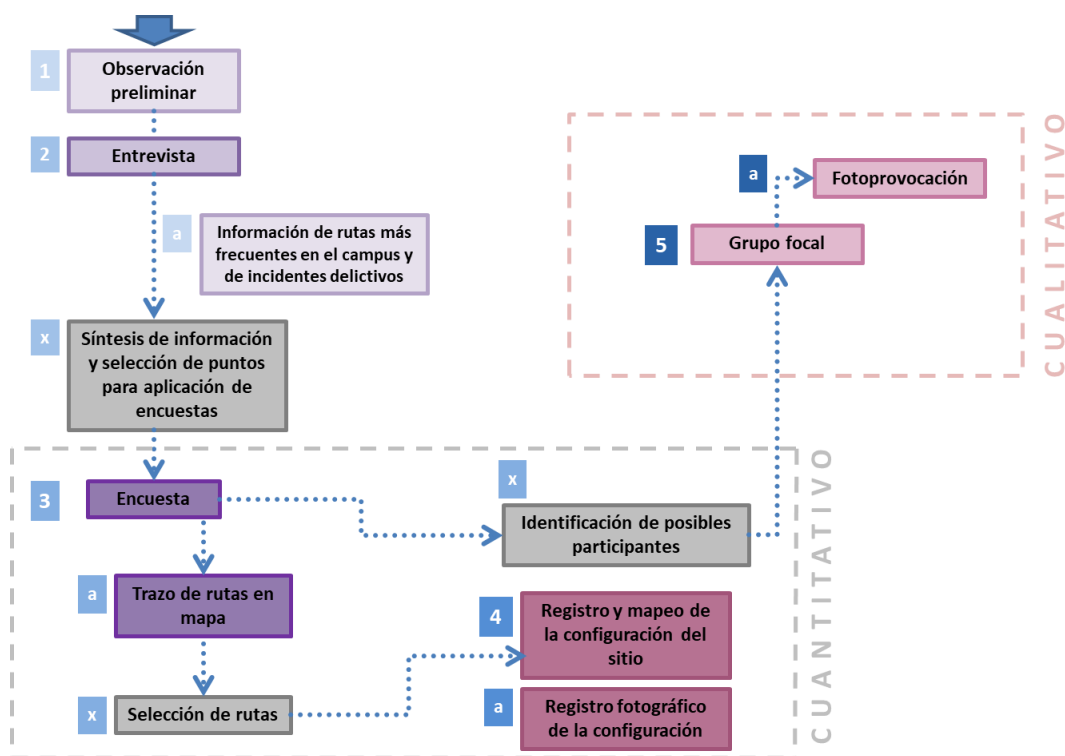 1
Observación
preliminar
2
Entrevista
a
Información de rutas más
frecuentes en el campus y
de incidentes delictivos
x
Síntesis de información
y selección de puntos
para aplicación de
encuestas
3
Encuesta
a
Trazo de rutas en
mapa
x
Selección de rutas
x
Identificación de posibles
participantes
4
Registro y mapeo de
la configuración del
sitio
a
Registro fotográfico
de la configuración
CUANTITATIVO
5
Grupo focal
a
Fotoprovocación
CUALITATIVO